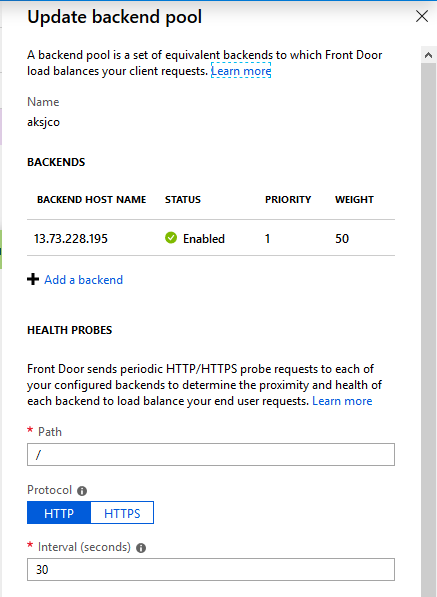 Update backend pool
A backend pool is a set of equivalent backends to which Front Door
load balances your client requests. Learn more
Name
aksjco
BACKENDS
BACKEND HOST NAME STATUS PRIORITY WEIGHT
13.73.228.195 Enabled 1 50
Add a backend
HEALTH PROBES
Front Door sends periodic HTTP/HTTPS probe requests to each of
your configured backends to determine the proximity and health of
each backend to load balance your end user requests. Learn more
* Path
/
Protocol
HTTP HTTPS
* Interval (seconds)
30